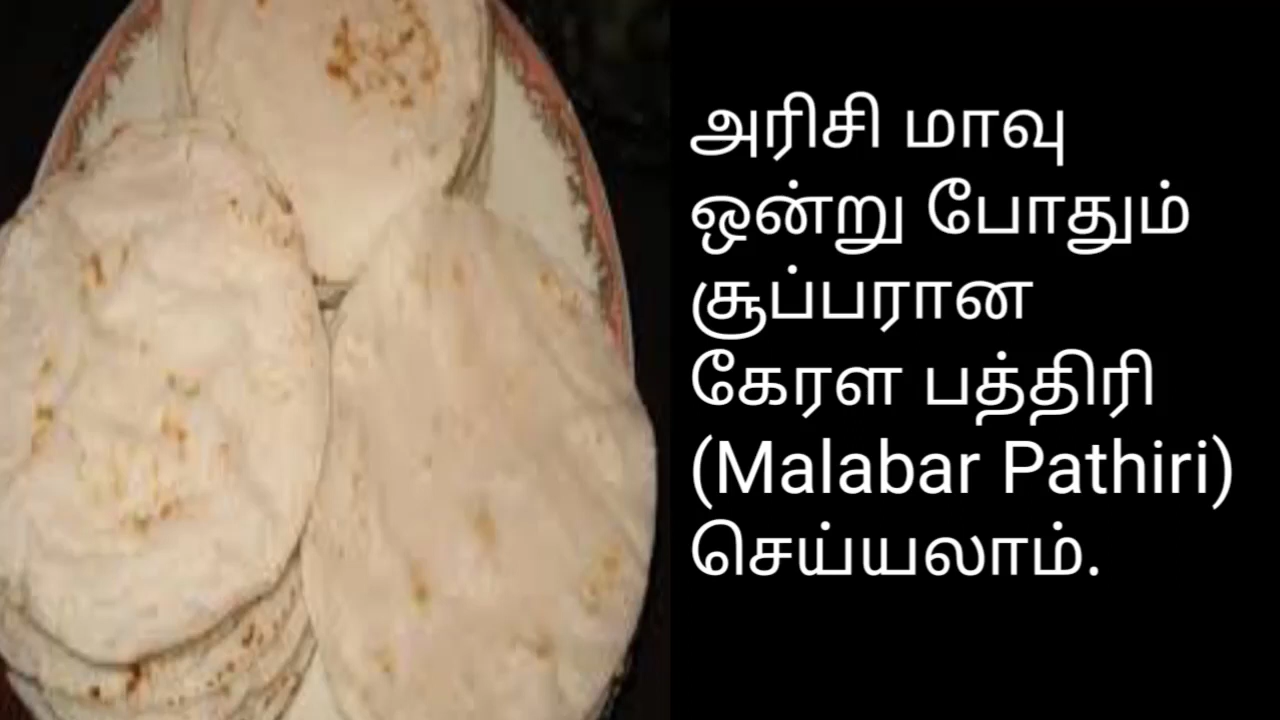 அரிசி மாவு
ஒன்று போதும்
சூப்பரான
கேரள பத்திரி
(Malabar Pathiri)
செய்யலாம்.